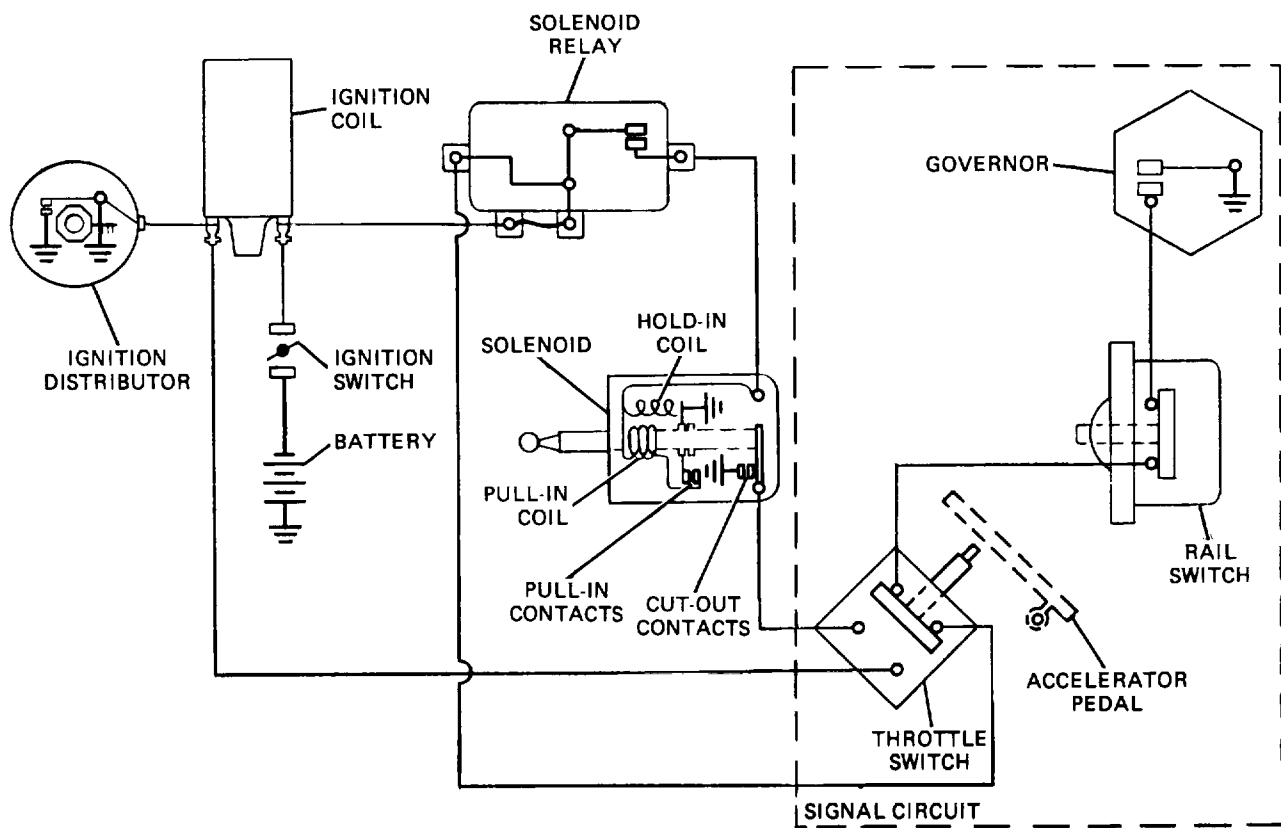 SOLENOID
RELAY
IGNITION
COIL
GOVERNOR
IGNITION
DISTRIBUTOR
IGNITION
SWITCH
BATTERY
HOLD-IN
COIL
SOLENOID
PULL-IN
COIL
PULL-IN
CONTACTS
CUT-OUT
CONTACTS
RAIL
SWITCH
ACCELERATOR
PEDAL
THROTTLE
SWITCH
SIGNAL CIRCUIT